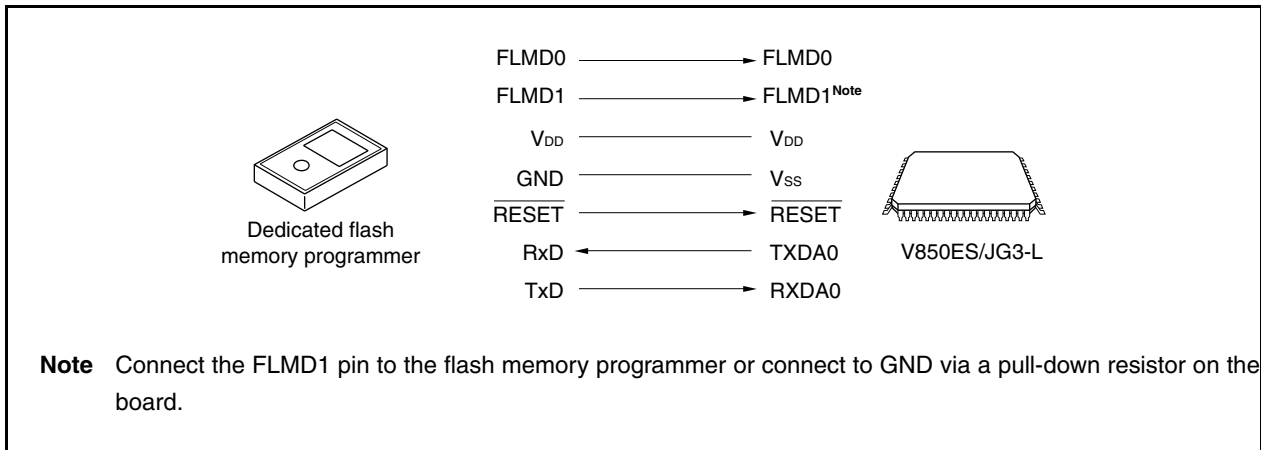 FLMD0 FLMD0
FLMD1 FLMD1Note
VDD VDD
GND VSS
RESET RESET
RxD TXDA0
TxD RXDA0
Dedicated flash
memory programmer
V850ES/JG3-L
Note Connect the FLMD1 pin to the flash memory programmer or connect to GND via a pull-down resistor on the
board.